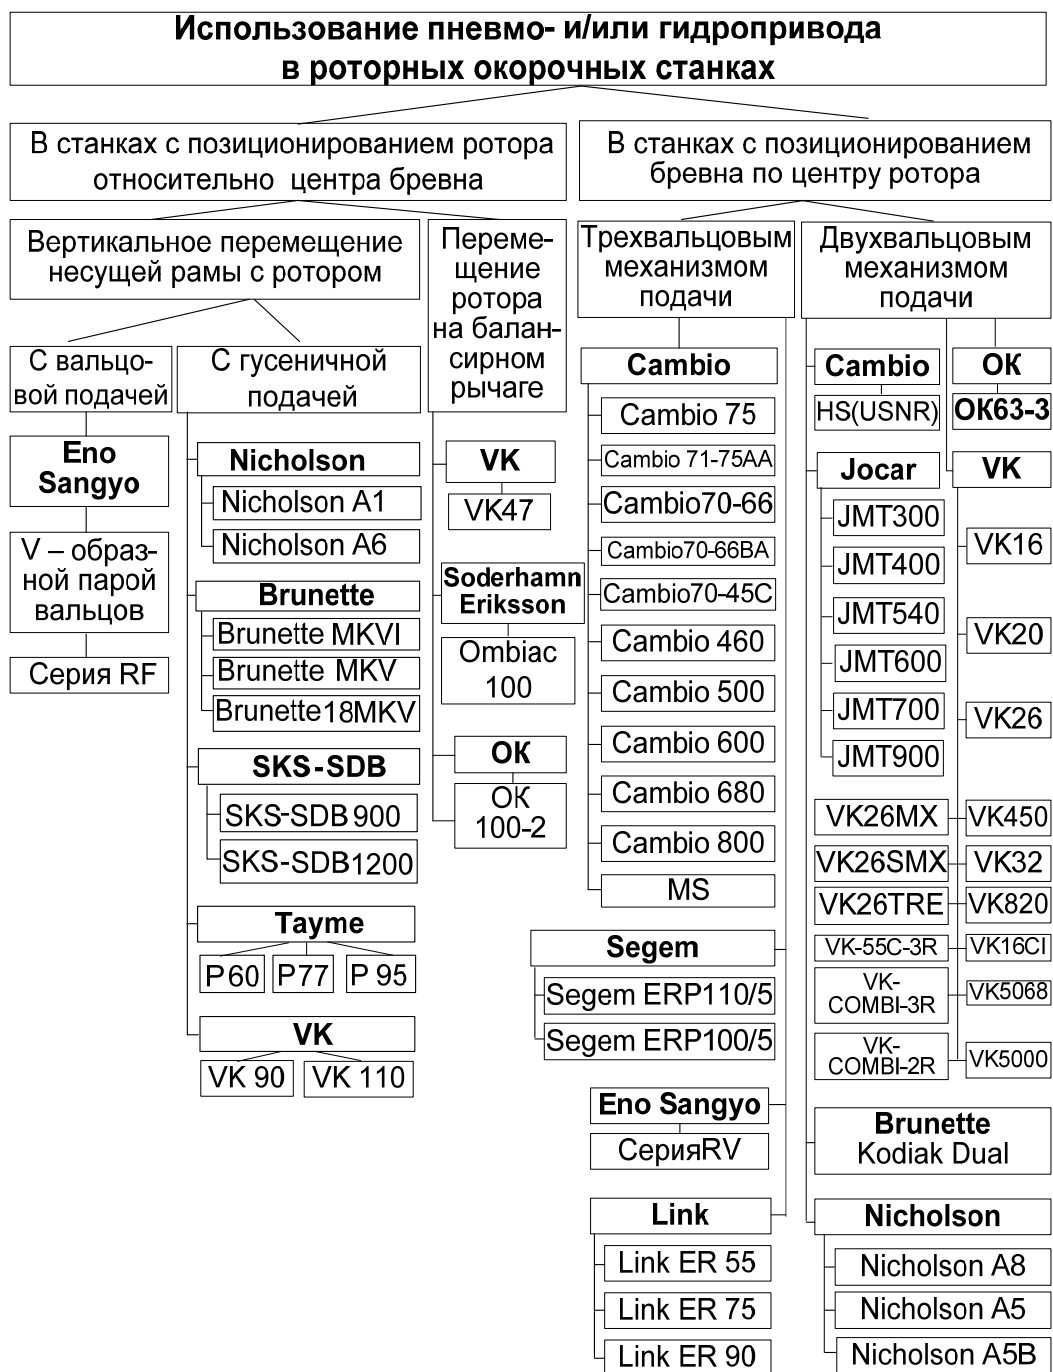 Использование пневмо- и/или гидропривода
в роторных окорочных станках
В станках с позиционированием ротора
относительно центра бревна
В станках с позиционированием
бревна по центру ротора
Вертикальное перемещение
несущей рамы с ротором
Переме-
щение
ротора
на балан-
сирном
рычаге
Трехвальцовым
механизмом
подачи
Двухвальцовым
механизмом
подачи
С вальцо-
вой подачей
С гусеничной
подачей
Eno
Sangyo
V – образ-
ной парой
вальцов
Серия RF
Nicholson
Nicholson A1
Nicholson A6
Brunette
Brunette MKVI
Brunette MKV
Brunette18MKV
SKS-SDB
SKS-SDB 900
SKS-SDB1200
Tayme
P 60
P77
P 95
VK
VK 90
VK 110
VK
VK47
Soderhamn
Eriksson
Ombiac
100
ОК
ОК
100-2
Cambio
Cambio 75
Cambio 71-75AA
Cambio70-66
Cambio70-66BA
Cambio70-45C
Cambio 460
Cambio 500
Cambio 600
Cambio 680
Cambio 800
MS
Segem
Segem ERP110/5
Segem ERP100/5
Eno Sangyo
СерияRV
Link
Link ER 55
Link ER 75
Link ER 90
Cambio
HS(USNR)
ОК
ОК63-3
Jocar
JMT300
JMT400
JMT540
JMT600
JMT700
JMT900
VK
VK16
VK20
VK26
VK26MX
VK450
VK26SMX
VK32
VK26TRE
VK820
VK-55C-3R
VK16CI
VK-
COMBI-3R
VK5068
VK-
COMBI-2R
VK5000
Brunette
Kodiak Dual
Nicholson
Nicholson A8
Nicholson A5
Nicholson A5B